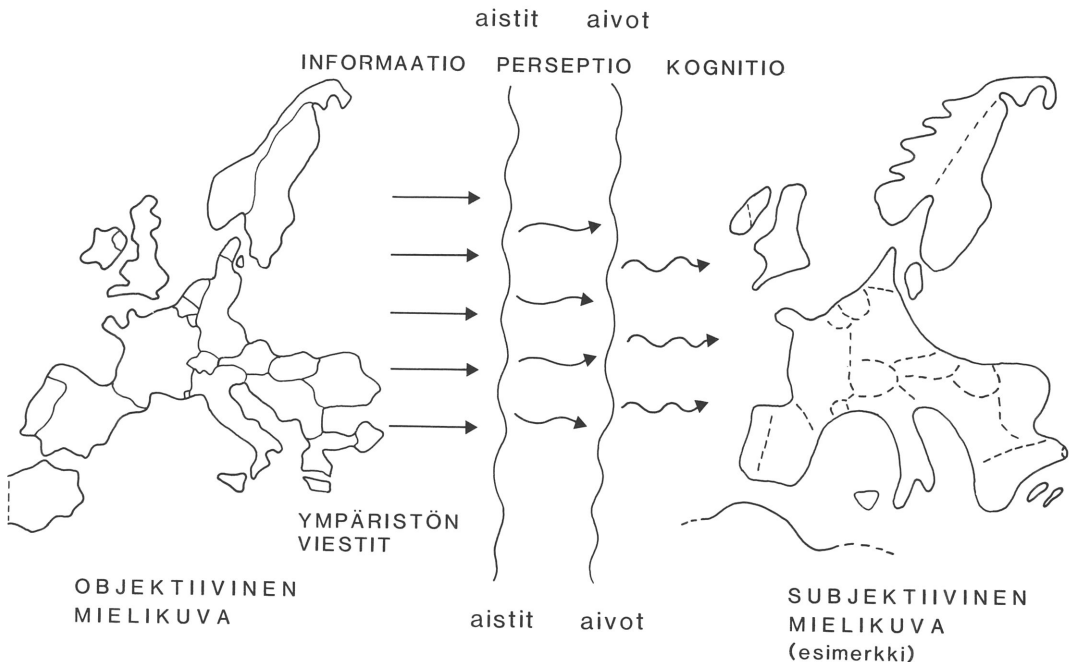 aistit aivot
INFORMAATIO PERSEPTIO KOGNITIO
YMPÄRISTÖN
VIESTIT
OBJEKTIIVINEN
MIELIKUVA
aistit aivot
SUBJEKTIIVINEN
MIELIKUVA
(esimerkki)